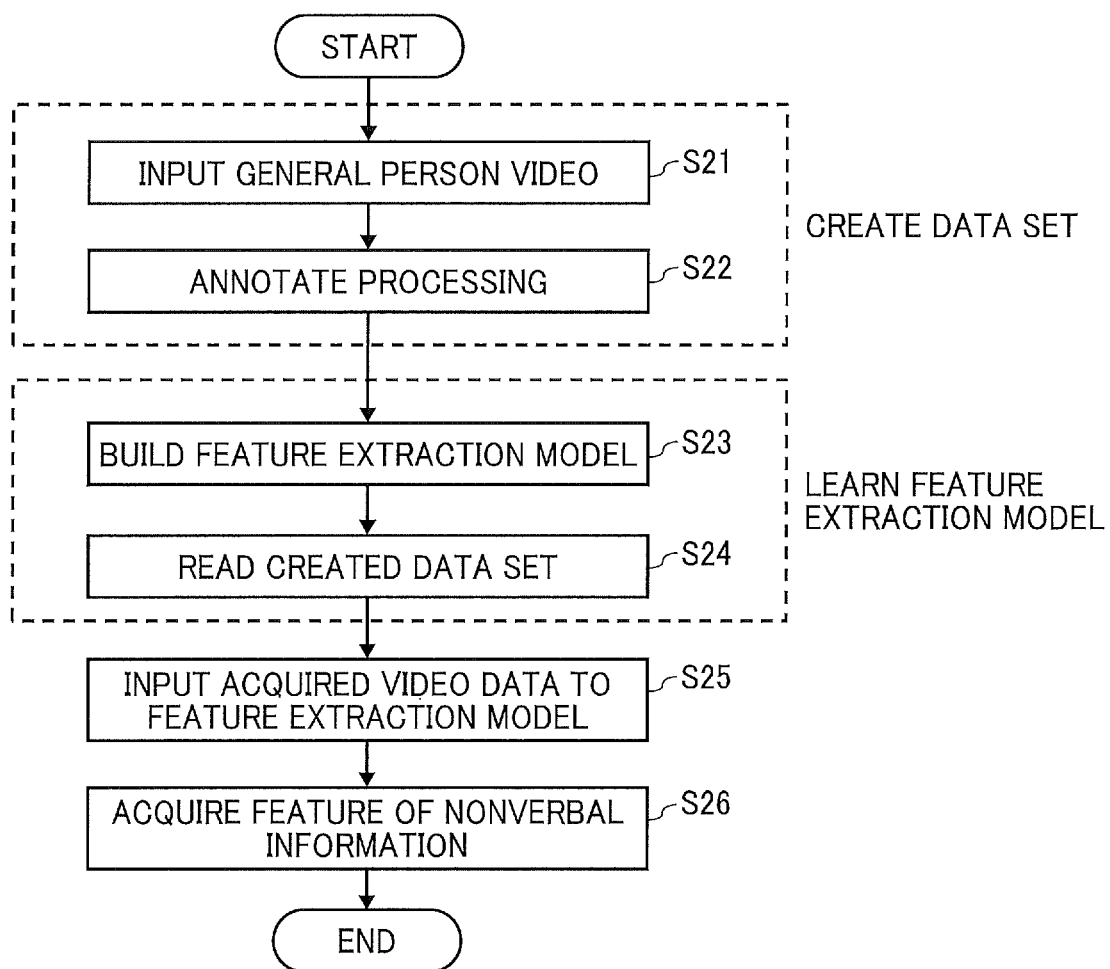 START
INPUT GENERAL PERSON VIDEO
S21
CREATE DATA SET
ANNOTATE PROCESSING
S22
BUILD FEATURE EXTRACTION MODEL
S23
LEARN FEATURE
EXTRACTION MODEL
READ CREATED DATA SET
S24
INPUT ACQUIRED VIDEO DATA TO
FEATURE EXTRACTION MODEL
S25
ACQUIRE FEATURE OF NONVERBAL
INFORMATION
S26
END